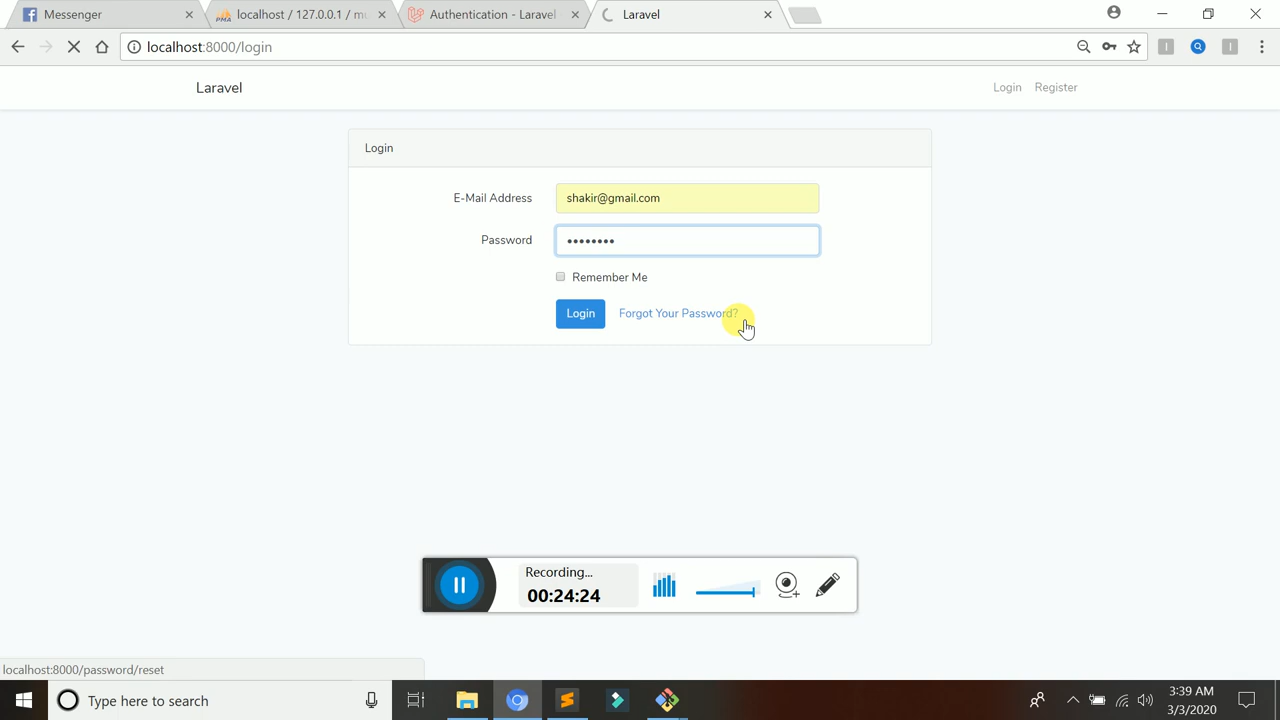 Messenger
localhost / 127.0.0.1 / mu
Authentication - Laravel
Laravel
localhost:8000/login
Laravel
Login
Register
Login
E-Mail Address
shakir@gmail.com
Password
••••••••
Remember Me
Login
Forgot Your Password?
Recording...
00:24:24
localhost:8000/password/reset
Type here to search
3:39 AM
3/3/2020